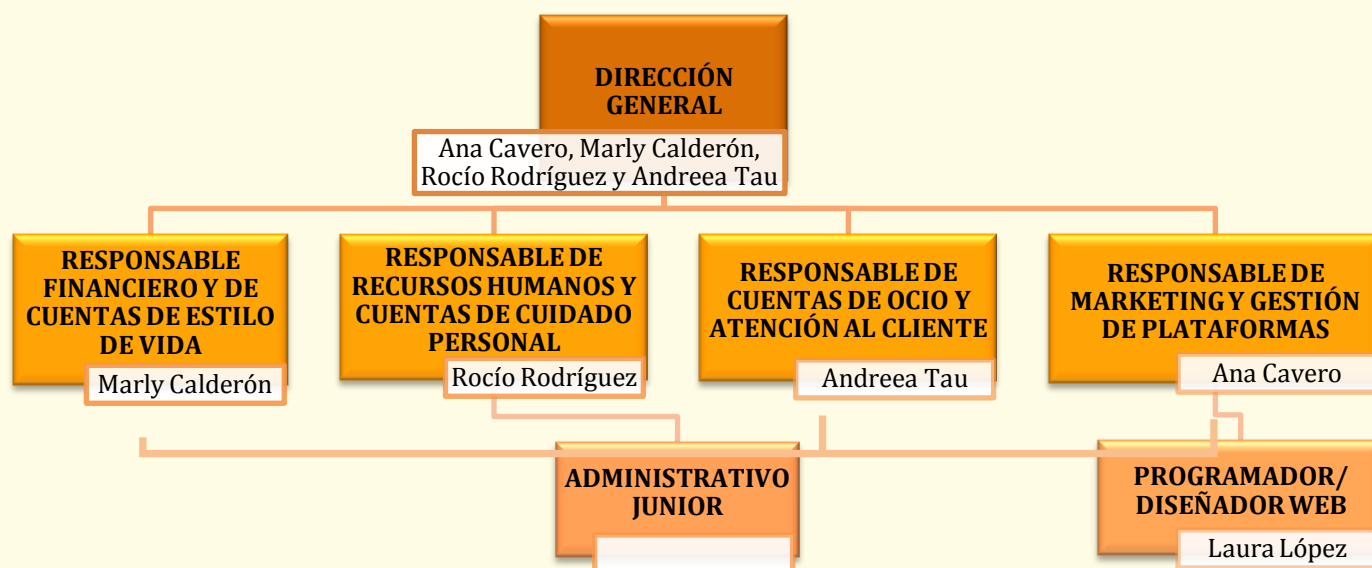 DIRECCIÓN
GENERAL
Ana Cavero, Marly Calderón,
Rocío Rodríguez y Andreea Tau
RESPONSABLE
FINANCIERO Y DE
CUENTAS DE ESTILO
DE VIDA
Marly Calderón
RESPONSABLE DE
RECURSOS HUMANOS Y
CUENTAS DE CUIDADO
PERSONAL
Rocío Rodríguez
RESPONSABLE DE
CUENTAS DE OCIO Y
ATENCIÓN AL CLIENTE
Andreea Tau
RESPONSABLE DE
MARKETING Y GESTIÓN
DE PLATAFORMAS
Ana Cavero
ADMINISTRATIVO
JUNIOR
PROGRAMADOR/
DISEÑADOR WEB
Laura López